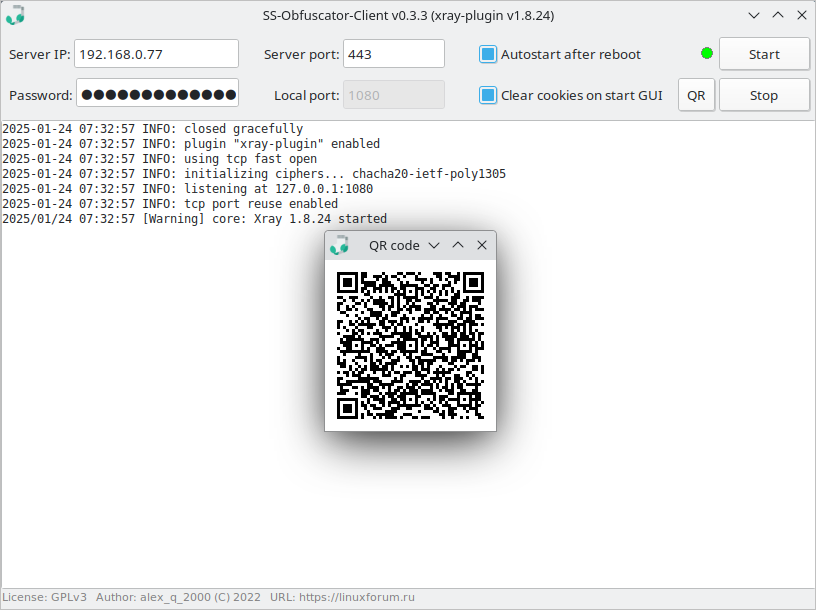 SS-Obfuscator-Client v0.3.3 (xray-plugin v1.8.24)
Server IP: 192.168.0.77 Server port: 443 Autostart after reboot Start
Password: ●●●●●●●●●●●●● Local port: 1080 Clear cookies on start GUI QR Stop
2025-01-24 07:32:57 INFO: closed gracefully
2025-01-24 07:32:57 INFO: plugin "xray-plugin" enabled
2025-01-24 07:32:57 INFO: using tcp fast open
2025-01-24 07:32:57 INFO: initializing ciphers... chacha20-ietf-poly1305
2025-01-24 07:32:57 INFO: listening at 127.0.0.1:1080
2025-01-24 07:32:57 INFO: tcp port reuse enabled
2025/01/24 07:32:57 [Warning] core: Xray 1.8.24 started
QR code
License: GPLv3 Author: alex_q_2000 (C) 2022 URL: https://linuxforum.ru